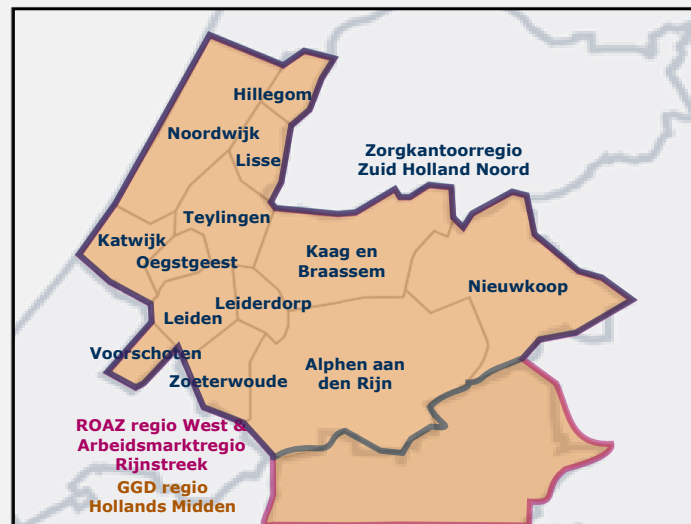 Hillegom
Noordwijk
Lisse
Zorgkantoorregio
Zuid Holland Noord
Teylingen
Katwijk
Oegstgeest
Kaag en
Braassem
Nieuwkoop
Leiderdorp
Leiden
Voorschoten
Zoeterwoude
Alphen aan
den Rijn
ROAZ regio West &
Arbeidsmarktregio
Rijnstreek
GGD regio
Hollands Midden